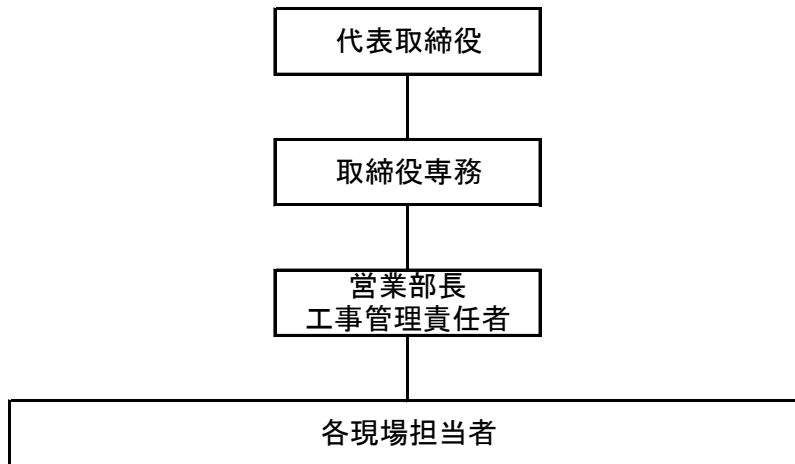 代表取締役
取締役専務
営業部長
工事管理責任者
各現場担当者